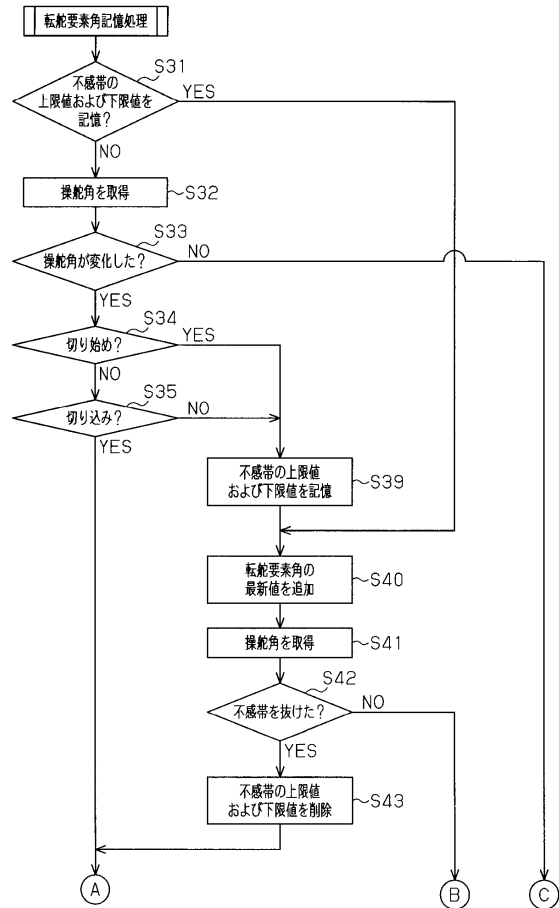 転舵要素角記憶処理
S31
不感帯の
上限値および下限値を
記憶?
YES
NO
操舵角を取得
S32
S33
操舵角が変化した?
NO
YES
S34
切り始め?
YES
NO
S35
切り込み?
NO
YES
不感帯の上限値
および下限値を記憶
S39
転舵要素角の
最新値を追加
S40
操舵角を取得
S41
S42
不感帯を抜けた?
NO
YES
不感帯の上限値
および下限値を削除
S43
A
B
C